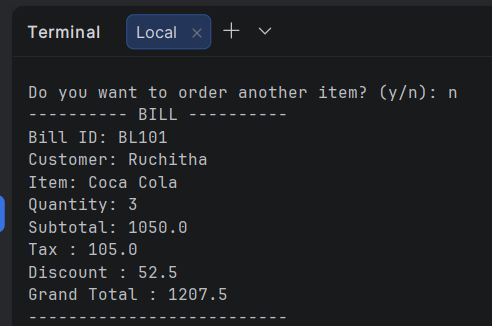 Terminal Local
Do you want to order another item? (y/n): n
---------- BILL ----------
Bill ID: BL101
Customer: Ruchitha
Item: Coca Cola
Quantity: 3
Subtotal: 1050.0
Tax : 105.0
Discount : 52.5
Grand Total : 1207.5
--------------------------